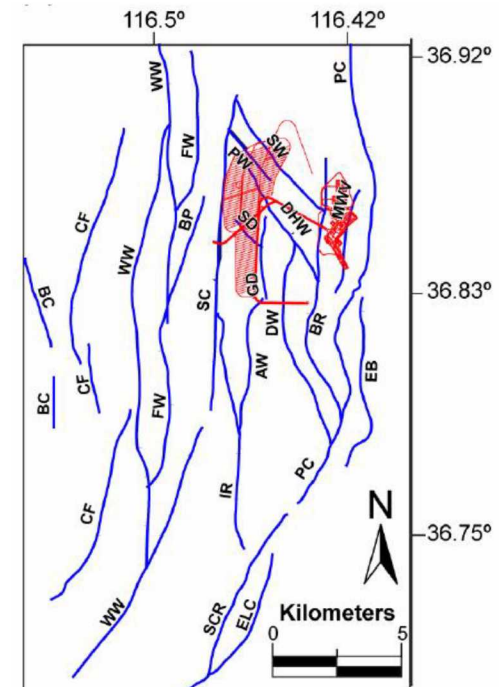 116.5° 116.42°
36.92°
PC
WW
FW
SW
PW
MWV
CF
BP
SD
DHW
WW
BC
SC
GD
36.83°
DW
BR
AW
EB
CF
BC
FW
PC
IR
CF
N
36.75°
WW
SCR
ELC
Kilometers
0 5